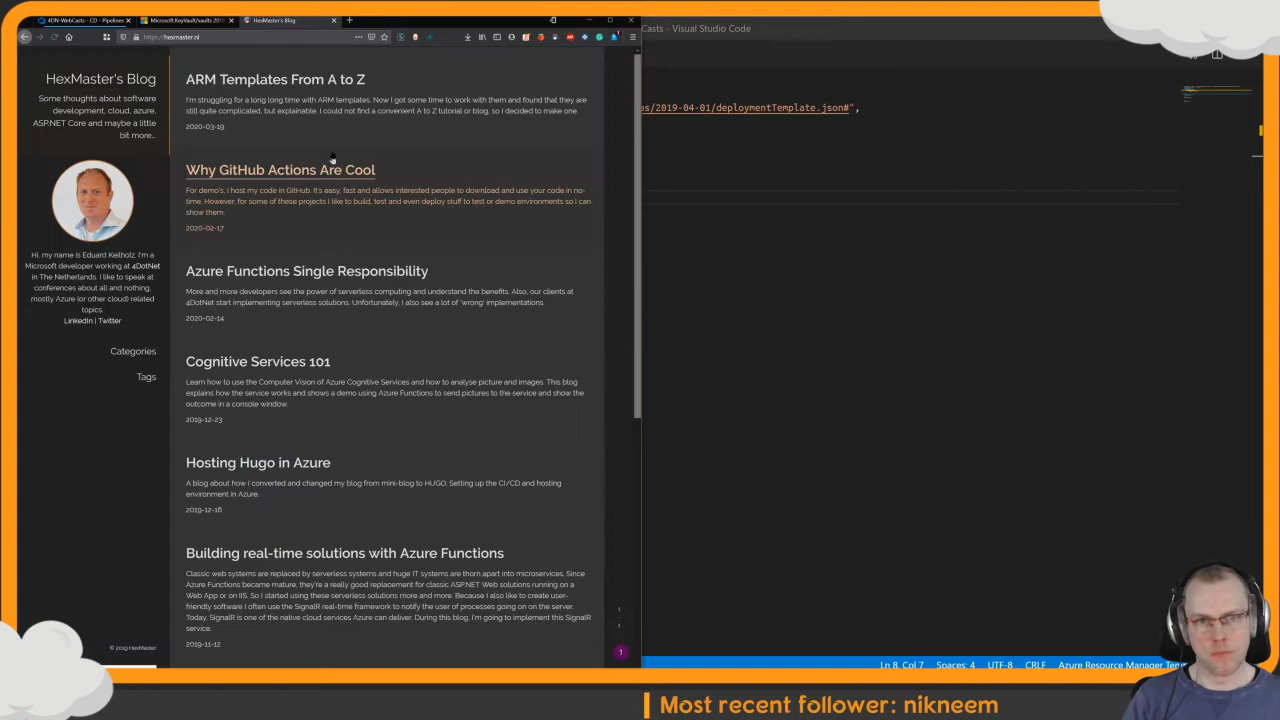 4DN-WebCasts - CD - Pipelines
Microsoft.KeyVault/vaults 2018
HexMaster's Blog
Casts - Visual Studio Code
https://hexmaster.nl
HexMaster's Blog
Some thoughts about software
development, cloud, azure,
ASP.NET Core and maybe a little
bit more...
Hi, my name is Eduard Keilholz. I'm a
Microsoft developer working at 4DotNet
in The Netherlands. I like to speak at
conferences about all and nothing,
mostly Azure (or other cloud) related
topics.
LinkedIn | Twitter
Categories
Tags
© 2019 HexMaster
ARM Templates From A to Z
I'm struggling for a long long time with ARM templates. Now I got some time to work with them and found that they are
still quite complicated, but explainable. I could not find a convenient A to Z tutorial or blog, so I decided to make one.
2020-03-19
Why GitHub Actions Are Cool
For demo's, I host my code in GitHub. It's easy, fast and allows interested people to download and use your code in no-
time. However, for some of these projects I like to build, test and even deploy stuff to test or demo environments so I can
show them.
2020-02-17
Azure Functions Single Responsibility
More and more developers see the power of serverless computing and understand the benefits. Also, our clients at
4DotNet start implementing serverless solutions. Unfortunately, I also see a lot of 'wrong' implementations.
2020-02-14
Cognitive Services 101
Learn how to use the Computer Vision of Azure Cognitive Services and how to analyse picture and images. This blog
explains how the service works and shows a demo using Azure Functions to send pictures to the service and show the
outcome in a console window.
2019-12-23
Hosting Hugo in Azure
A blog about how I converted and changed my blog from mini-blog to HUGO. Setting up the CI/CD and hosting
environment in Azure.
2019-12-16
Building real-time solutions with Azure Functions
Classic web systems are replaced by serverless systems and huge IT systems are thorn apart into microservices. Since
Azure Functions became mature, they're a really good replacement for classic ASP.NET Web solutions running on a
Web App or on IIS. So I started using these serverless solutions more and more. Because I also like to create user-
friendly software I often use the SignalR real-time framework to notify the user of processes going on on the server.
Today, SignalR is one of the native cloud services Azure can deliver. During this blog, I'm going to implement this SignalR
service.
2019-11-12
1
as/2019-04-01/deploymentTemplate.json#",
Ln 8, Col 7 Spaces: 4 UTF-8 CRLF Azure Resource Manager Tem
Most recent follower: nikneem